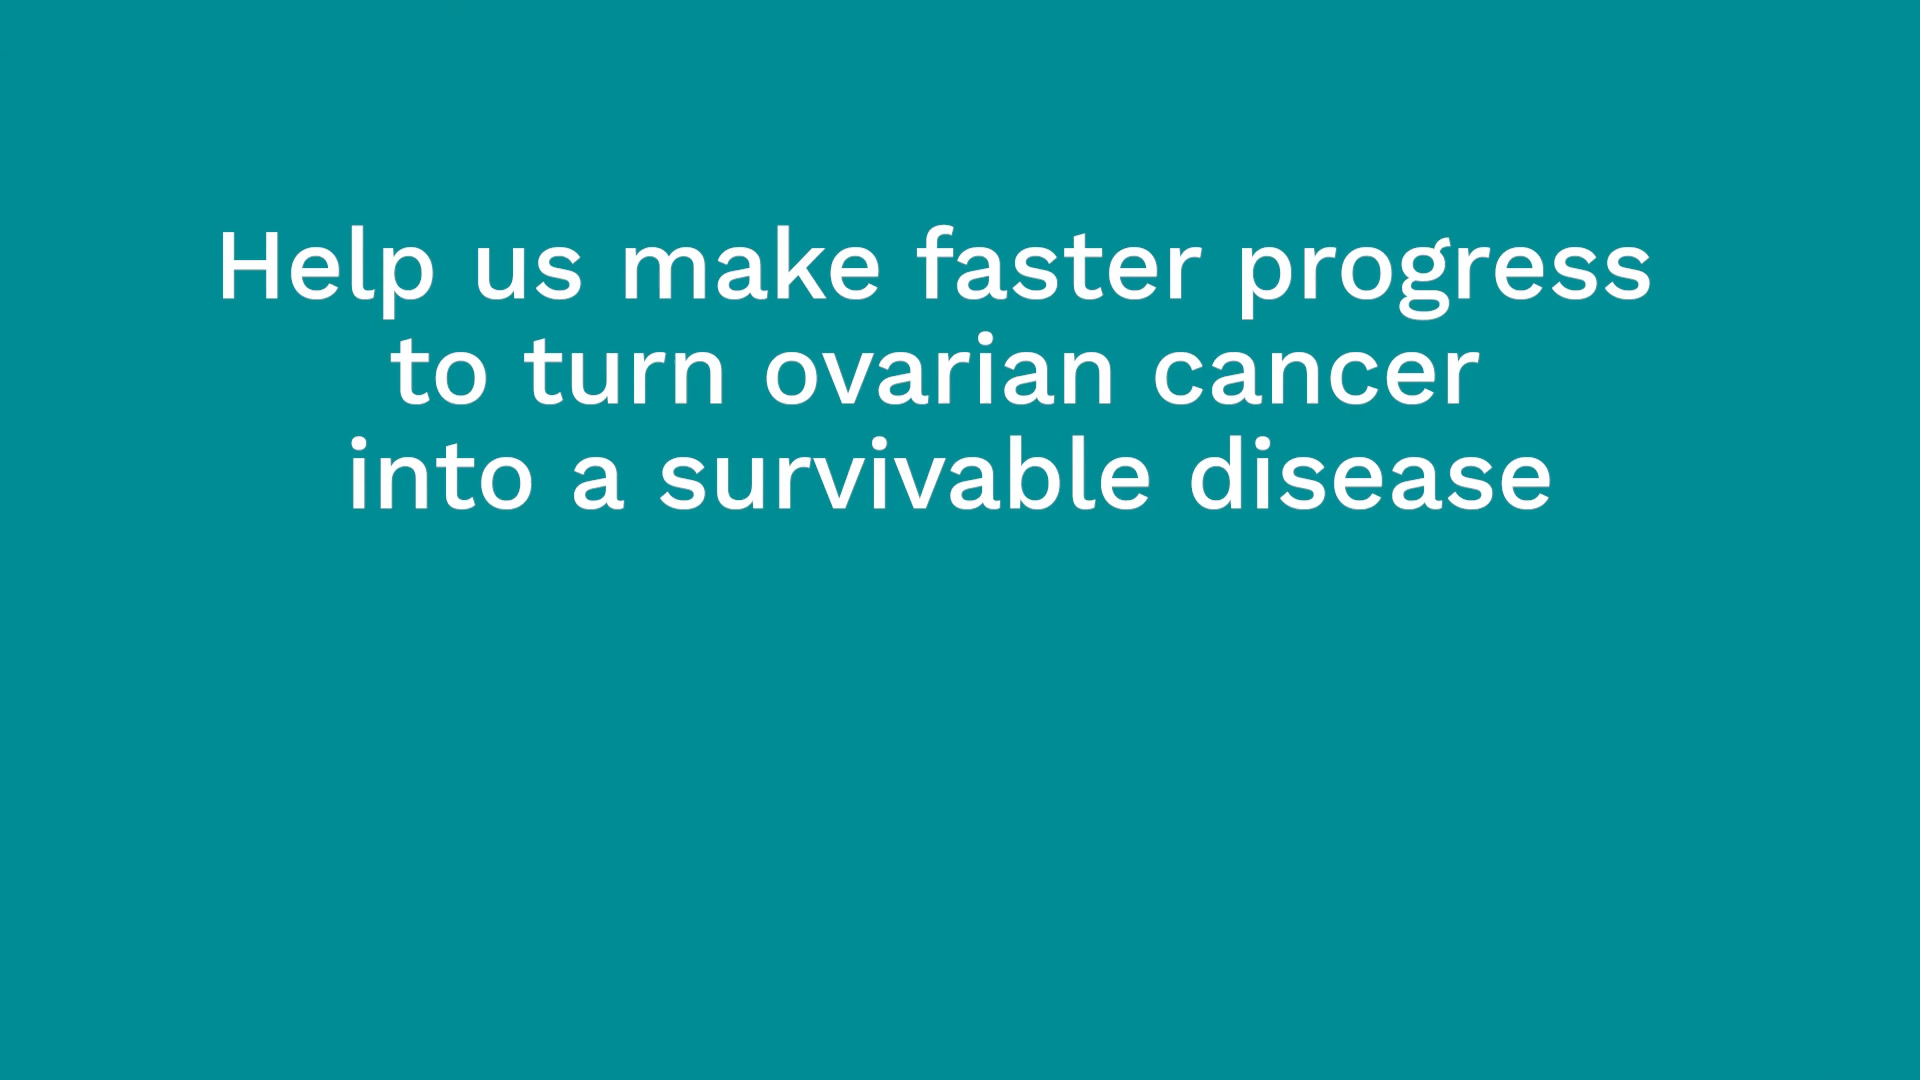 Help us make faster progress
to turn ovarian cancer
into a survivable disease